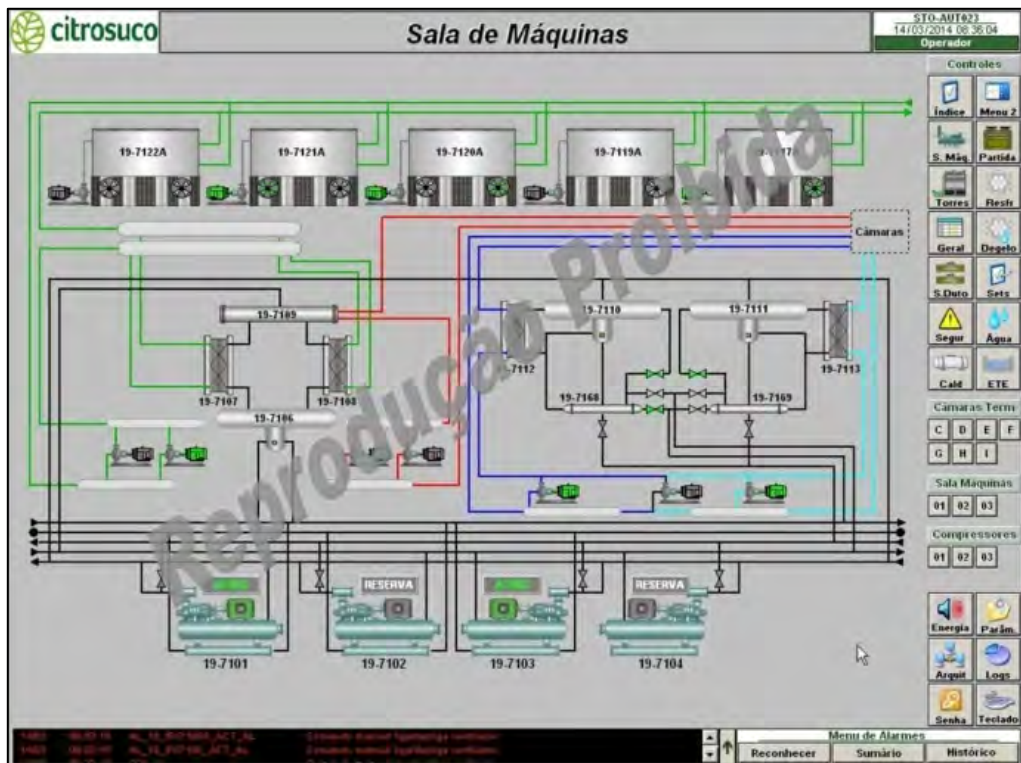 citrosuco
Sala de Máquinas
STO-AUT023
14/03/2014 08:36:04
Operador
Controles
Índice
Menu 2
S. Máq.
Partida
Torres
Resfr
Geral
Degelo
S.Duto
Sets
Segur
Água
Cald
ETE
Câmaras Term
C D E F
G H I
Sala Máquinas
01 02 03
Compressores
01 02 03
Energia
Parâm.
Arquit
Logs
Senha
Teclado
19-7122A
19-7121A
19-7120A
19-7119A
Câmaras
19-7109
19-7110
19-7111
19-7107
19-7108
19-7113
19-7168
19-7169
19-7106
RESERVA
RESERVA
19-7101
19-7102
19-7103
19-7104
Reprodução Proibida
Menu de Alarmes
Reconhecer
Sumário
Histórico